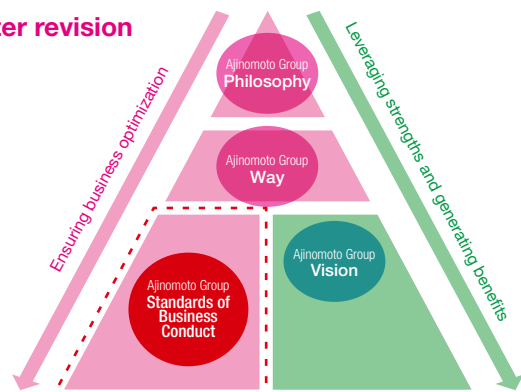 revision
Ajinomoto Group
Philosophy
Ajinomoto Group
Way
Ensuring business optimization
Leveraging strengths and generating benefits
Ajinomoto Group
Standards of
Business
Conduct
Ajinomoto Group
Vision